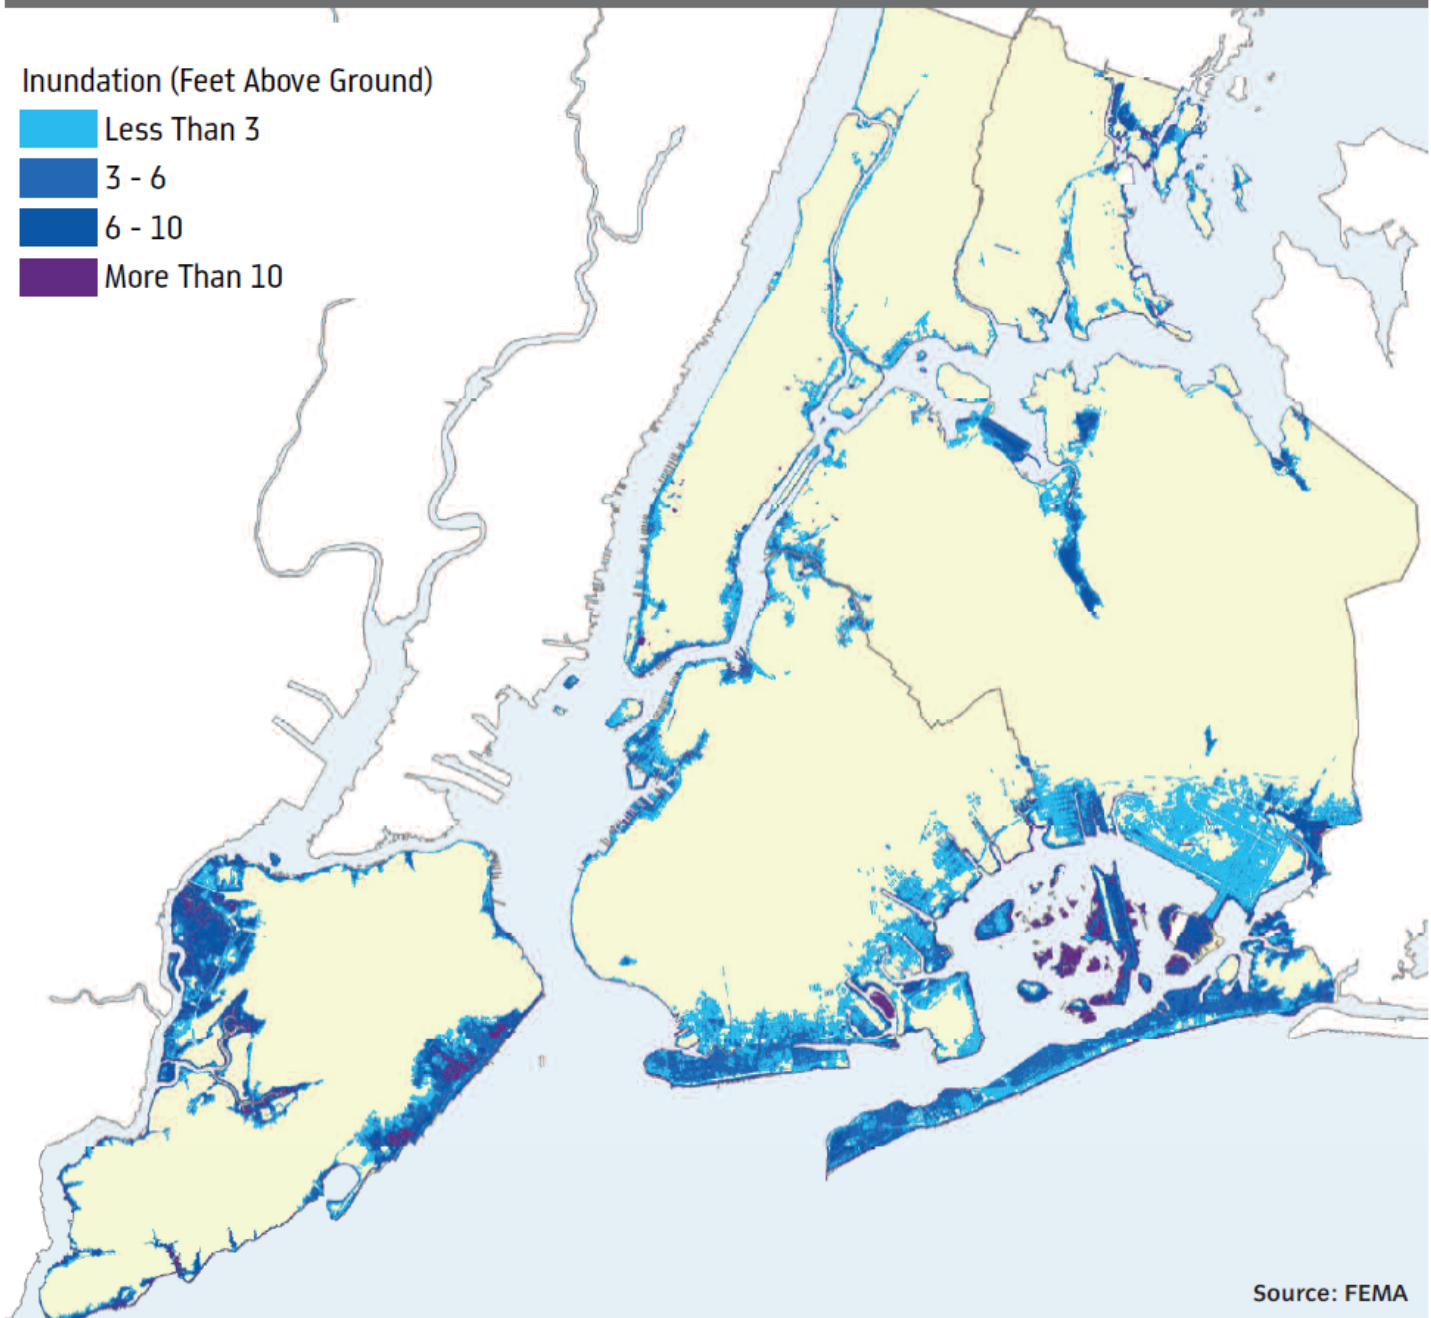 Inundation (Feet Above Ground)
Less Than 3
3 - 6
6 - 10
More Than 10
Source: FEMA